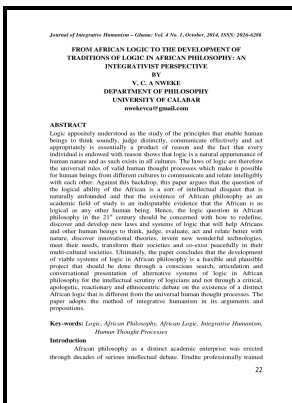 Journal of Integrative Humanism – Ghana: Vol. 4 No. 1, October, 2014, ISSN: 2026-6286
FROM AFRICAN LOGIC TO THE DEVELOPMENT OF
TRADITIONS OF LOGIC IN AFRICAN PHILOSOPHY: AN
INTEGRATIVIST PERSPECTIVE
BY
V. C. A NWEKE
DEPARTMENT OF PHILOSOPHY
UNIVERSITY OF CALABAR
nwekevca@gmail.com
ABSTRACT
Logic appositely understood as the study of the principles that enable human
beings to think soundly, judge distinctly, communicate effectively and act
appropriately is essentially a product of reason and the fact that every
individual is endowed with reason shows that logic is a natural appurtenance of
human nature and as such exists in all cultures. The laws of logic are therefore
the universal rules of valid human thought processes which make it possible
for human beings from different cultures to communicate and relate intelligibly
with each other. Against this backdrop, this paper argues that the question of
the logical ability of the African is a sort of intellectual disquiet that is
naturally unfounded and that the existence of African philosophy as an
academic field of study is an indisputable evidence that the African is as
logical as any other human being. Hence, the logic question in African
philosophy in the 21st century should be concerned with how to redefine,
discover and develop new laws and systems of logic that will help Africans
and other human beings to think, judge, evaluate, act and relate better with
nature, discover innovational theories, invent new wonderful technologies,
meet their needs, transform their societies and co-exist peacefully in their
multi-cultural societies. Ultimately, the paper concludes that the development
of viable systems of logic in African philosophy is a feasible and plausible
project that should be done through a conscious search, articulation and
conversational presentation of alternative systems of logic in African
philosophy for the intellectual scrutiny of logicians and not through a critical,
apologetic, reactionary and ethnocentric debate on the existence of a distinct
African logic that is different from the universal human thought processes. The
paper adopts the method of integrative humanism in its arguments and
propositions.
Key-words: Logic, African Philosophy, African Logic, Integrative Humanism,
Human Thought Processes
Introduction
African philosophy as a distinct academic enterprise was erected
through decades of serious intellectual debate. Erudite professionally trained
22